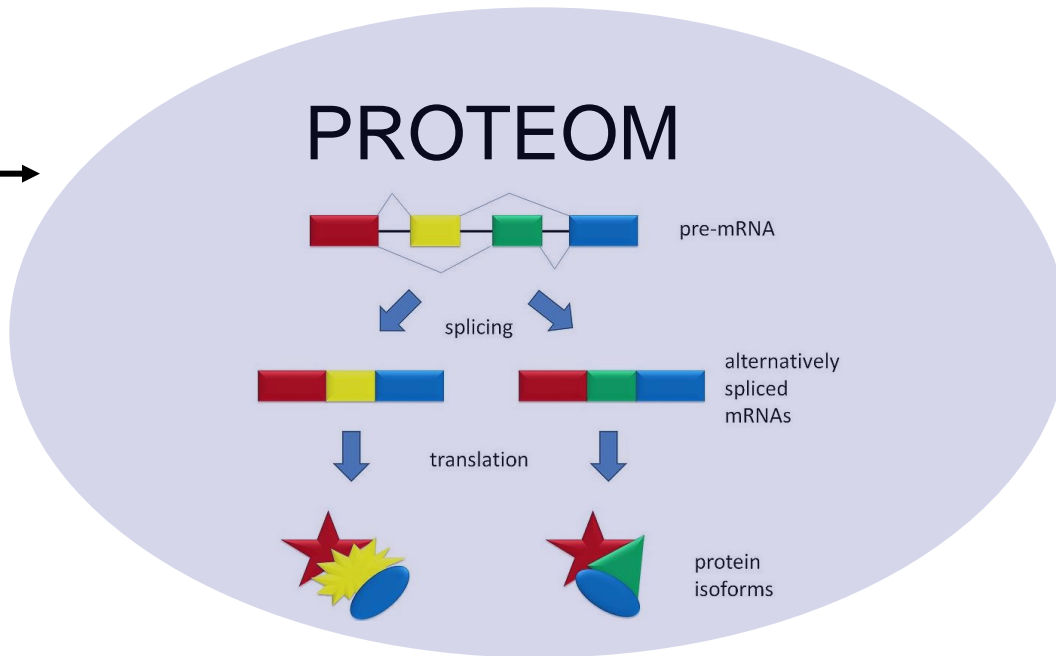 PROTEOM
pre-mRNA
splicing
alternatively
spliced
mRNAs
translation
protein
isoforms